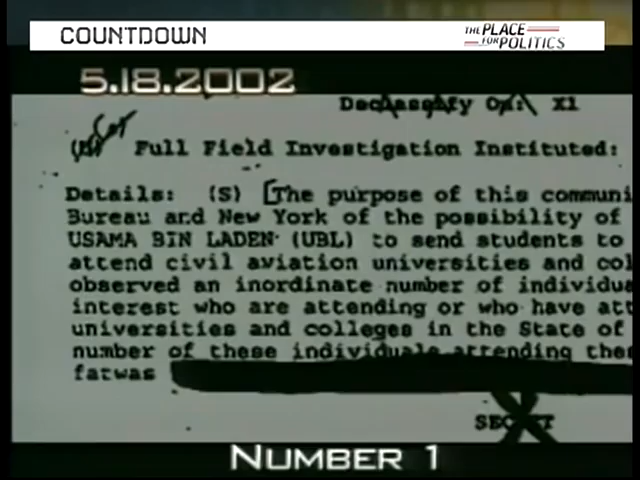 COUNTDOWN
THE PLACE
FOR POLITICS
5.18.2002
Declassify On: X1
(S) Full Field Investigation Instituted:
Details: (S) [The purpose of this communi
Bureau and New York of the possibility of
USAMA BIN LADEN (UBL) to send students to
attend civil aviation universities and col
observed an inordinate number of individua
interest who are attending or who have att
universities and colleges in the State of
number of these individuals attending thes
fatwas
SECRET
NUMBER 1